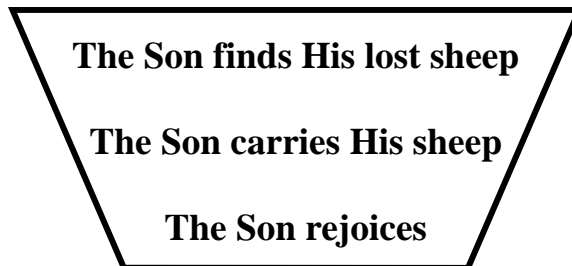 The Son finds His lost sheep
The Son carries His sheep
The Son rejoices